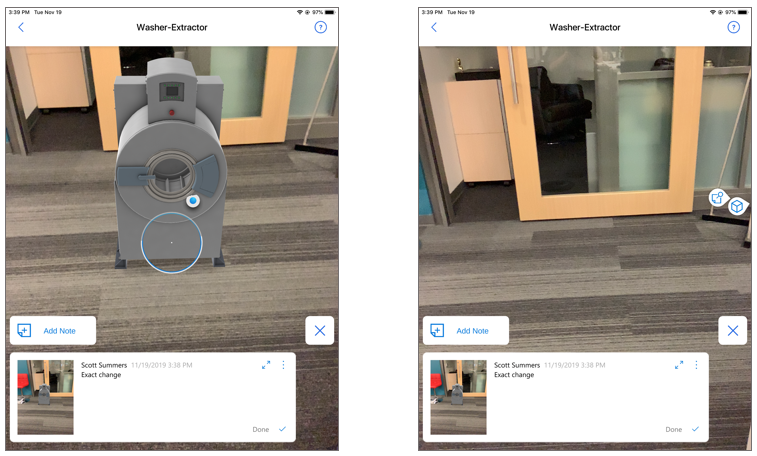 3:39 PM Tue Nov 19
97%
Washer-Extractor
?
Add Note
Scott Summers 11/19/2019 3:38 PM
Exact change
Done
3:39 PM Tue Nov 19
97%
Washer-Extractor
?
Add Note
Scott Summers 11/19/2019 3:38 PM
Exact change
Done